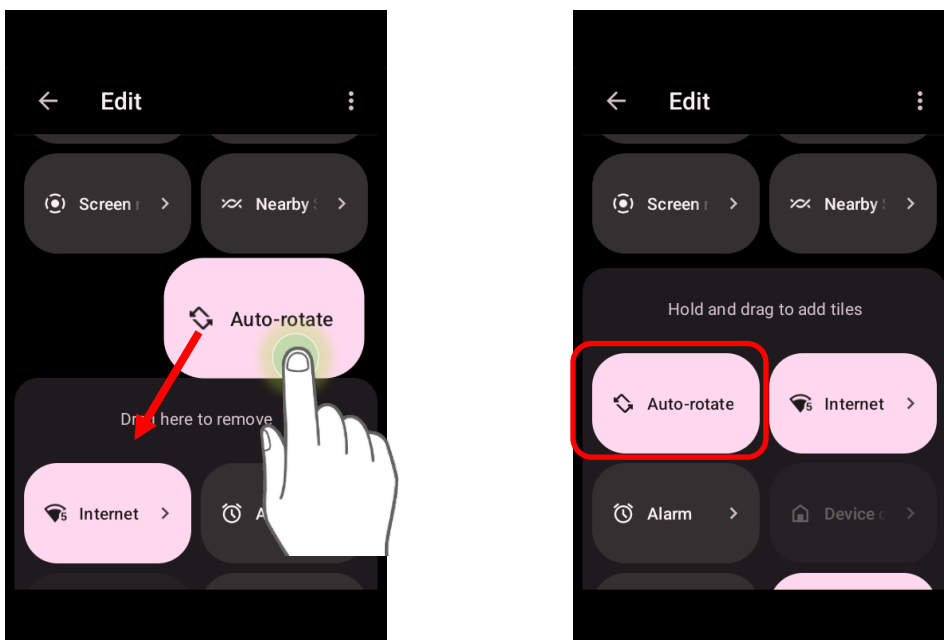 Edit
Screen
Nearby
Auto-rotate
Drag here to remove
Internet
Edit
Screen
Nearby
Hold and drag to add tiles
Auto-rotate
Internet
Alarm
Device